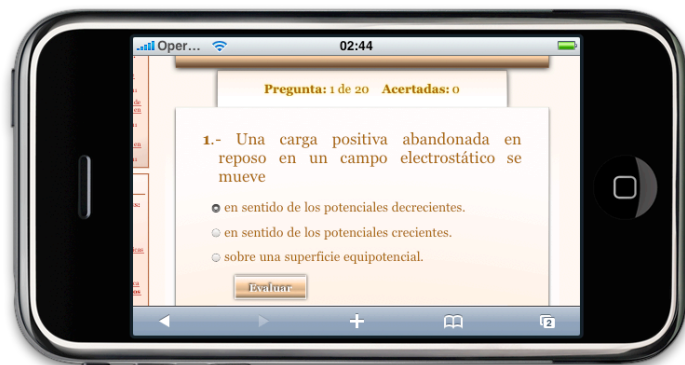 Oper...
02:44
Pregunta: 1 de 20 Acertadas: 0
1.- Una carga positiva abandonada en
reposo en un campo electrostático se
mueve
en sentido de los potenciales decrecientes.
en sentido de los potenciales crecientes.
sobre una superficie equipotencial.
Evaluar
2